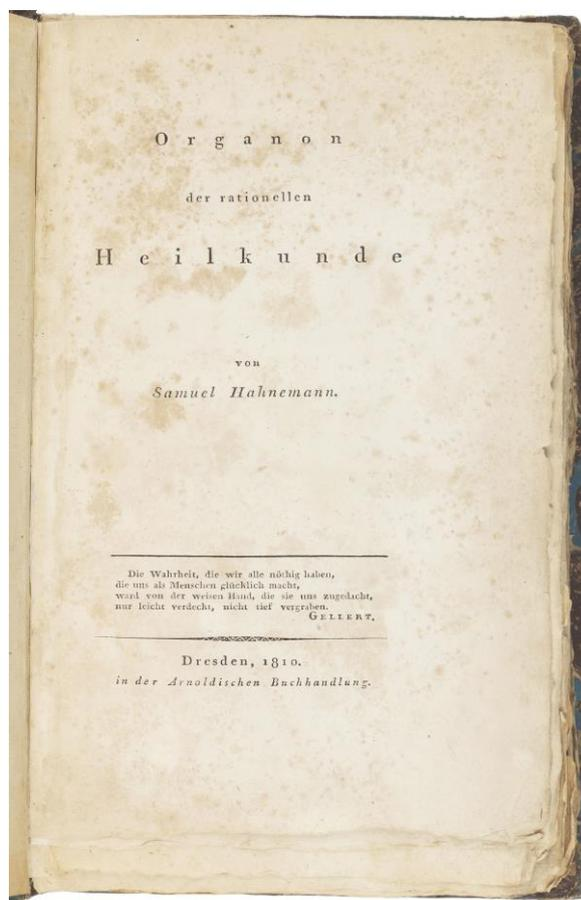 Organon
der rationellen
Heilkunde
von
Samuel Hahnemann.
Die Wahrheit, die wir alle nöthig haben,
die uns als Menschen glücklich macht,
ward von der weisen Hand, die sie uns zugedacht,
nur leicht verdeckt, nicht tief vergraben.
GELLERT.
Dresden, 1810.
in der Arnoldischen Buchhandlung.